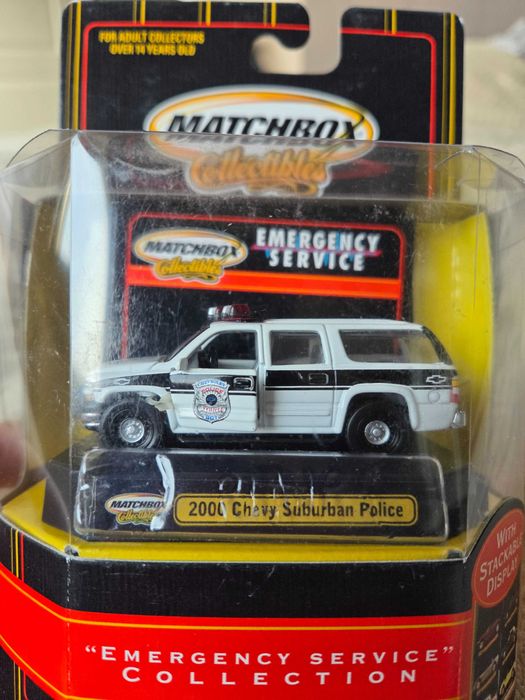 FOR ADULT COLLECTORS
OVER 14 YEARS OLD
MATCHBOX
Collectibles
MATCHBOX
Collectibles
EMERGENCY
SERVICE
POLICE
MATCHBOX
Collectibles
2000 Chevy Suburban Police
WITH
STACKABLE
DISPLAY
"EMERGENCY SERVICE"
COLLECTION